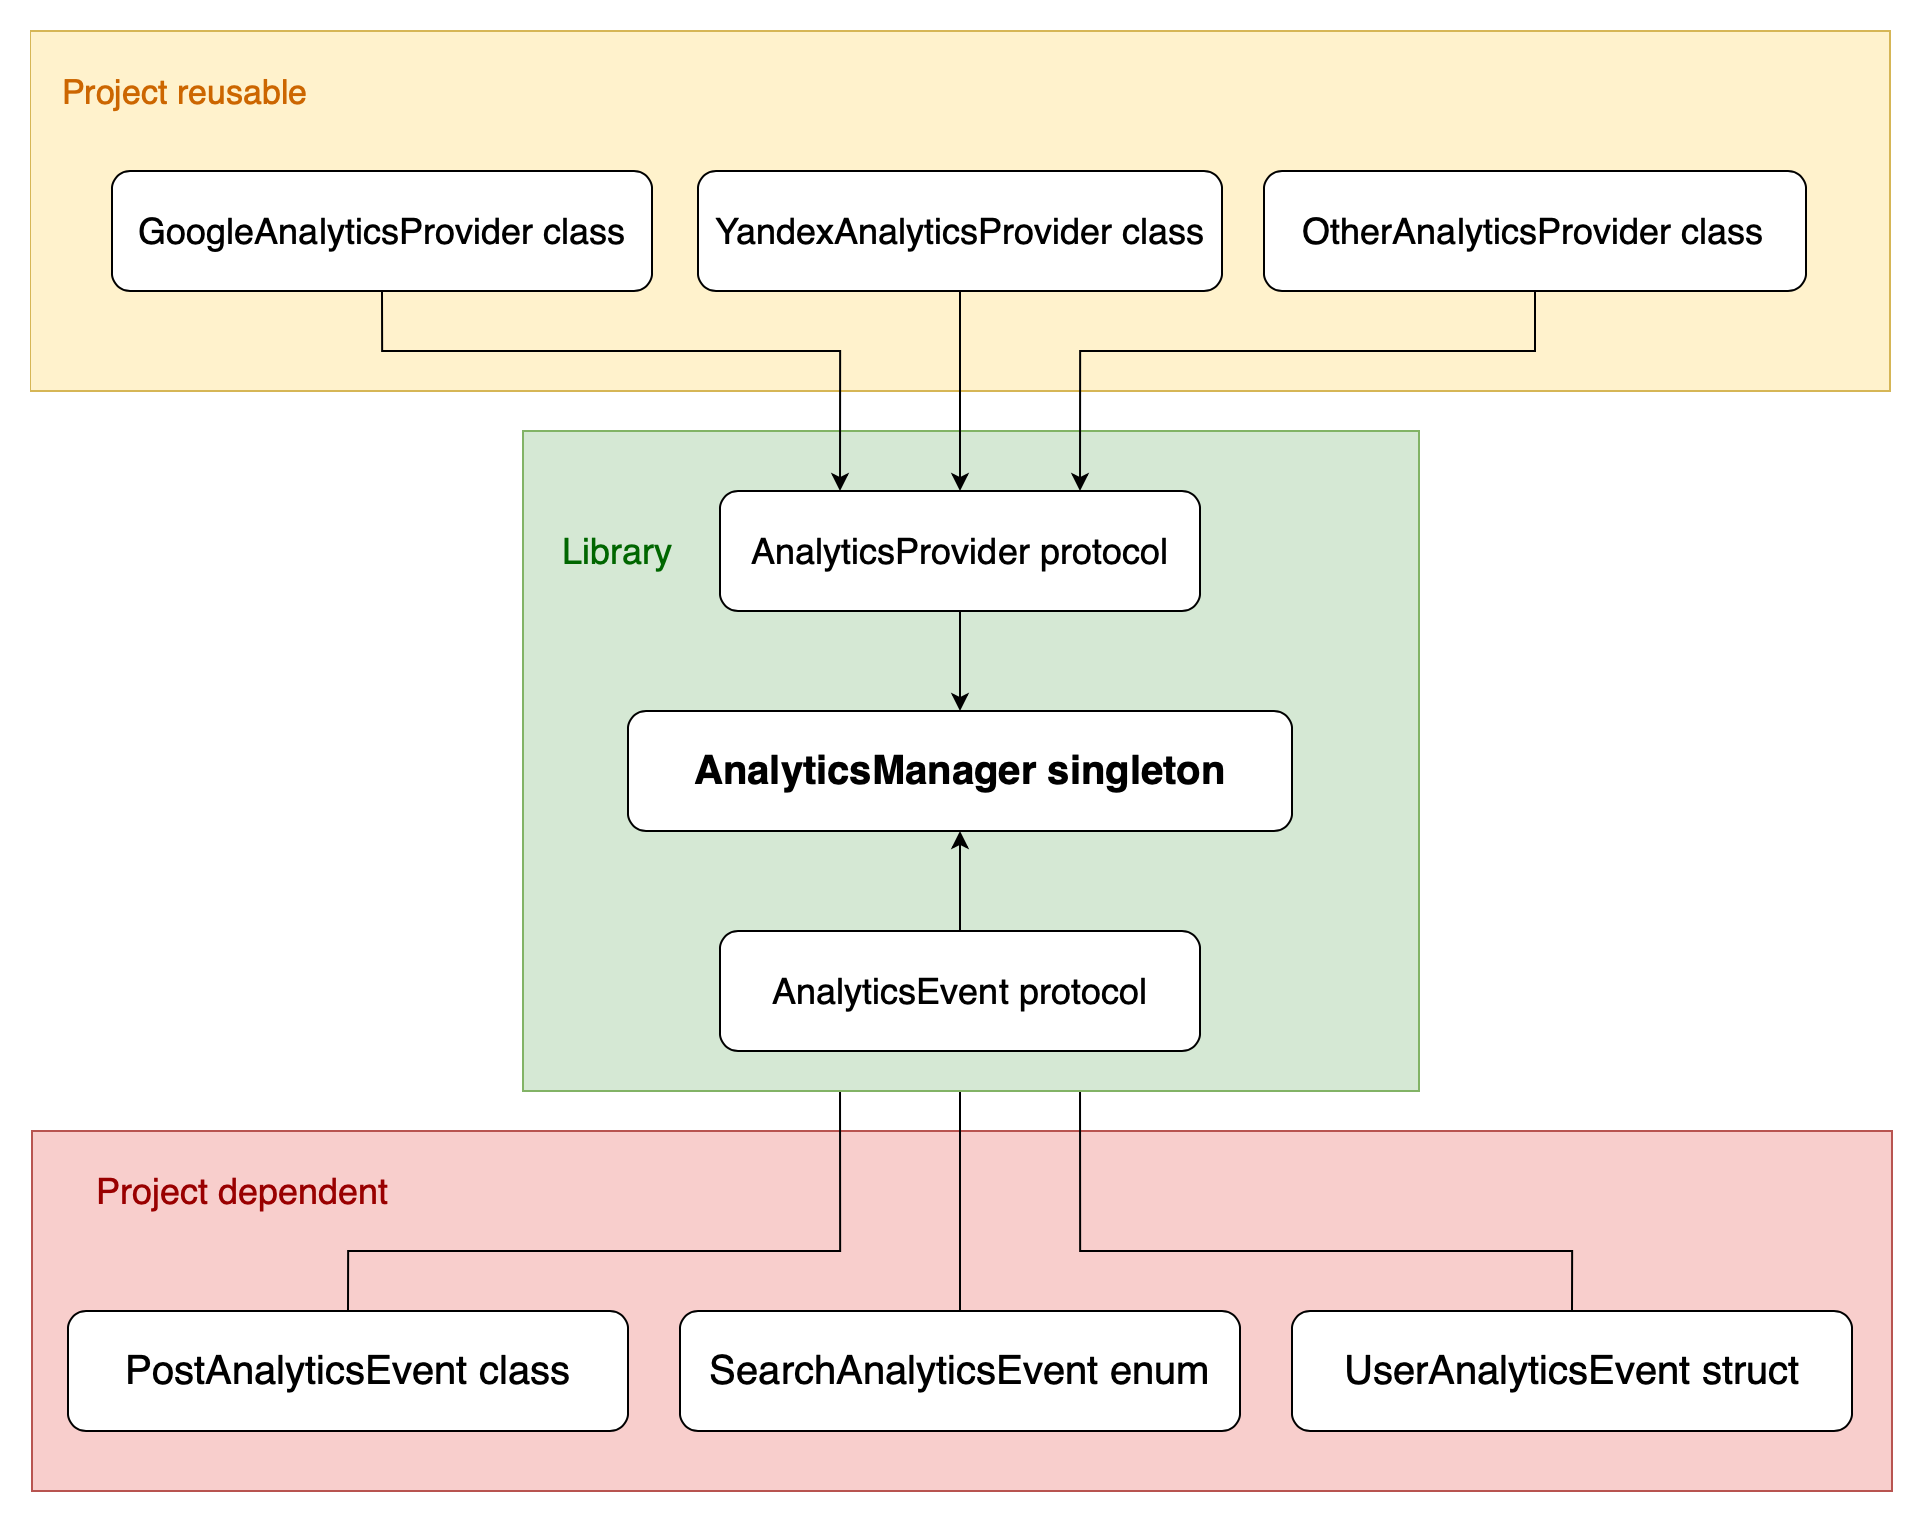 Project reusable
GoogleAnalyticsProvider class
YandexAnalyticsProvider class
OtherAnalyticsProvider class
Library
AnalyticsProvider protocol
AnalyticsManager singleton
AnalyticsEvent protocol
Project dependent
PostAnalyticsEvent class
SearchAnalyticsEvent enum
UserAnalyticsEvent struct